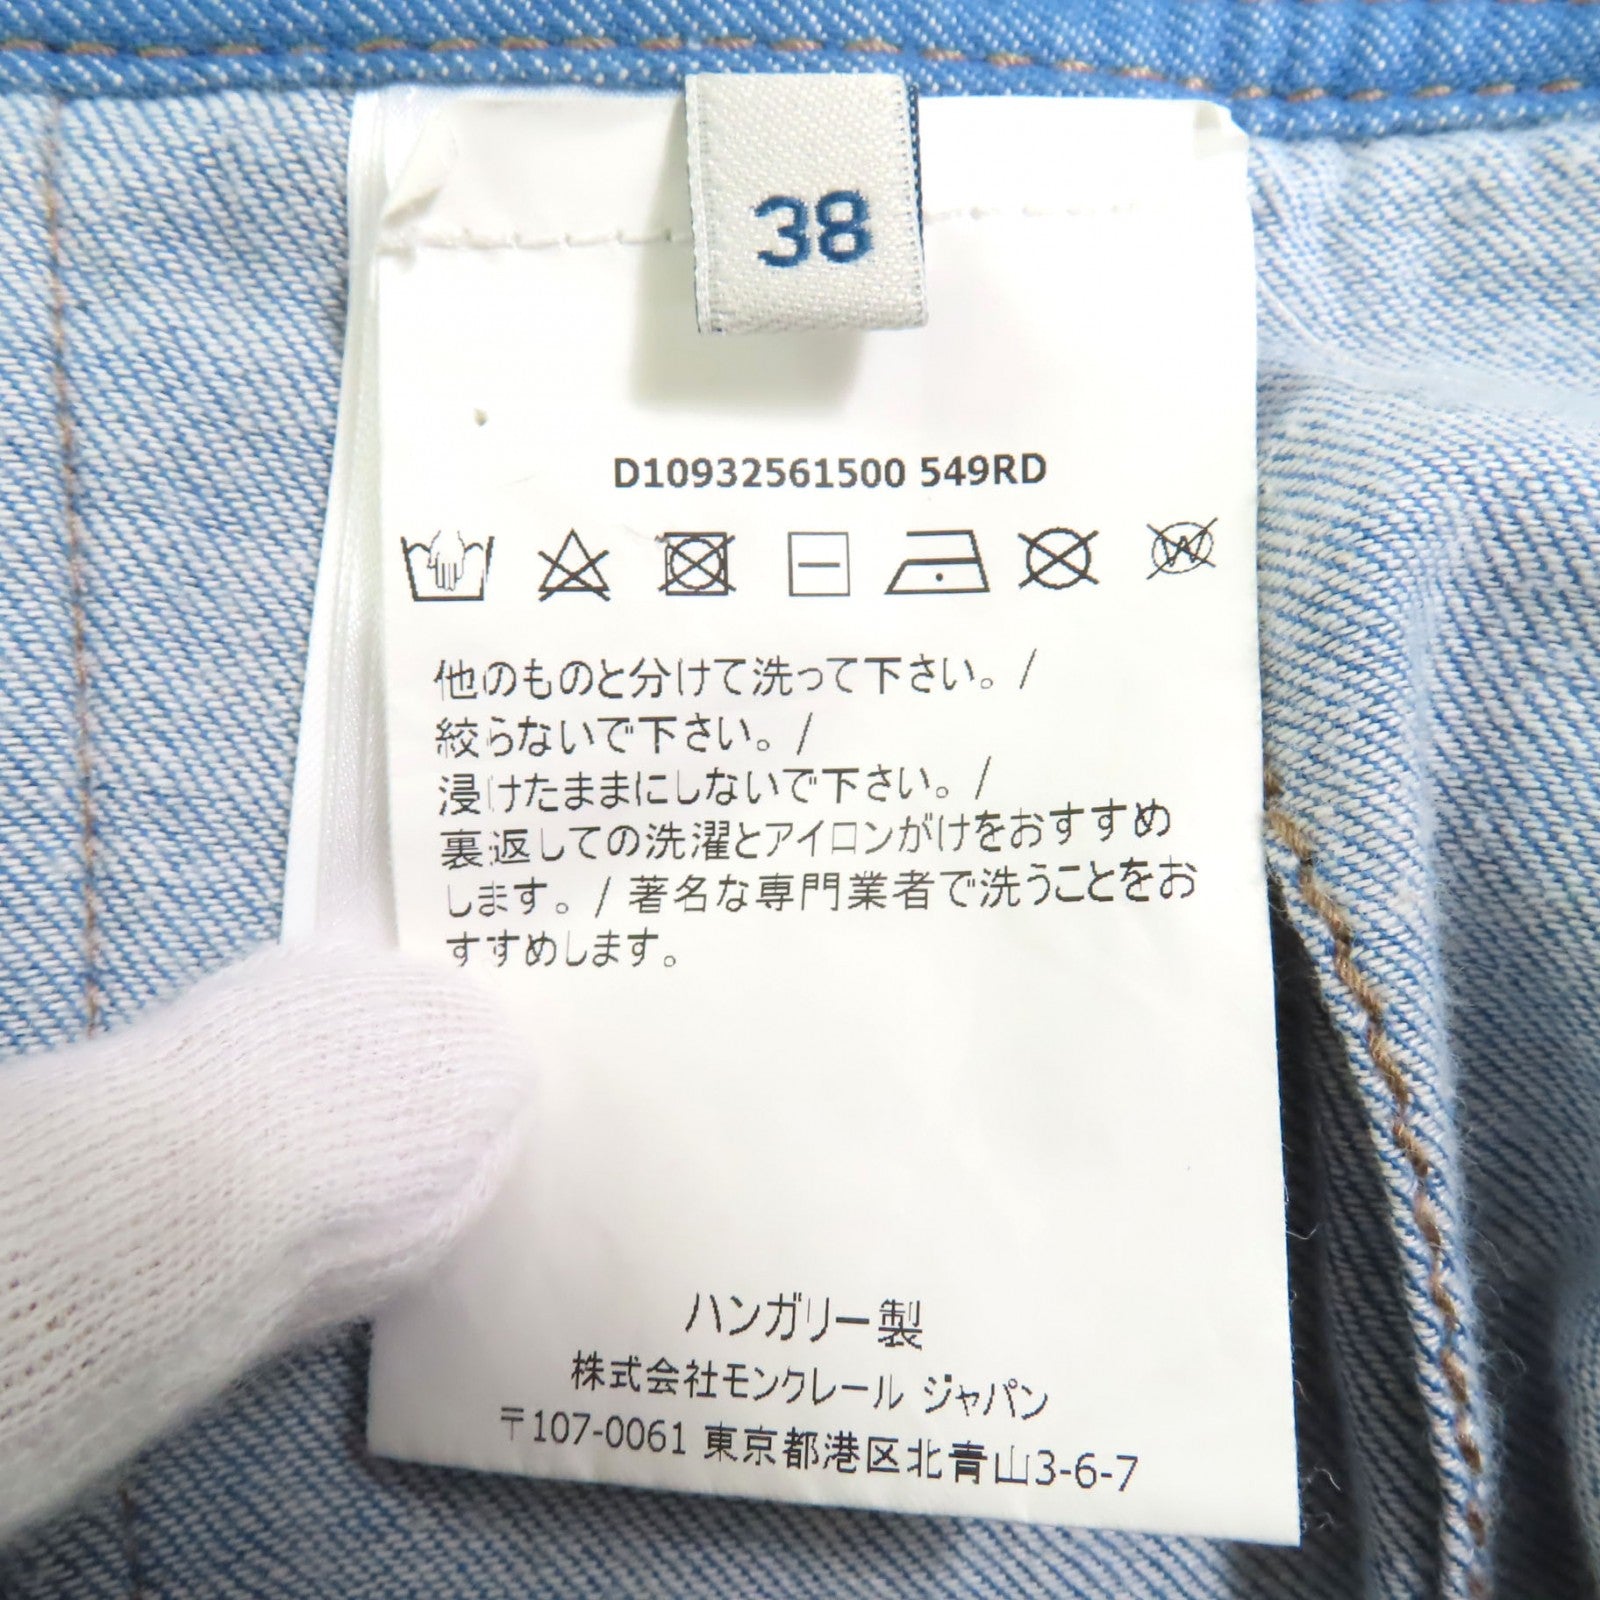 38
D10932561500 549RD
他のものと分けて洗って下さい。/
絞らないで下さい。/
浸けたままにしないで下さい。/
裏返しての洗濯とアイロンがけをおすすめ
します。/ 著名な専門業者で洗うことをお
すすめします。
ハンガリー製
株式会社モンクレール ジャパン
〒107-0061 東京都港区北青山3-6-7